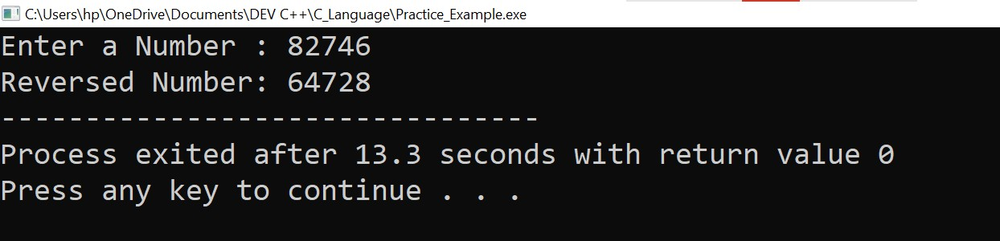 C:\Users\hp\OneDrive\Documents\DEV C++\C_Language\Practice_Example.exe
Enter a Number : 82746
Reversed Number: 64728
--------------------------------
Process exited after 13.3 seconds with return value 0
Press any key to continue . . .